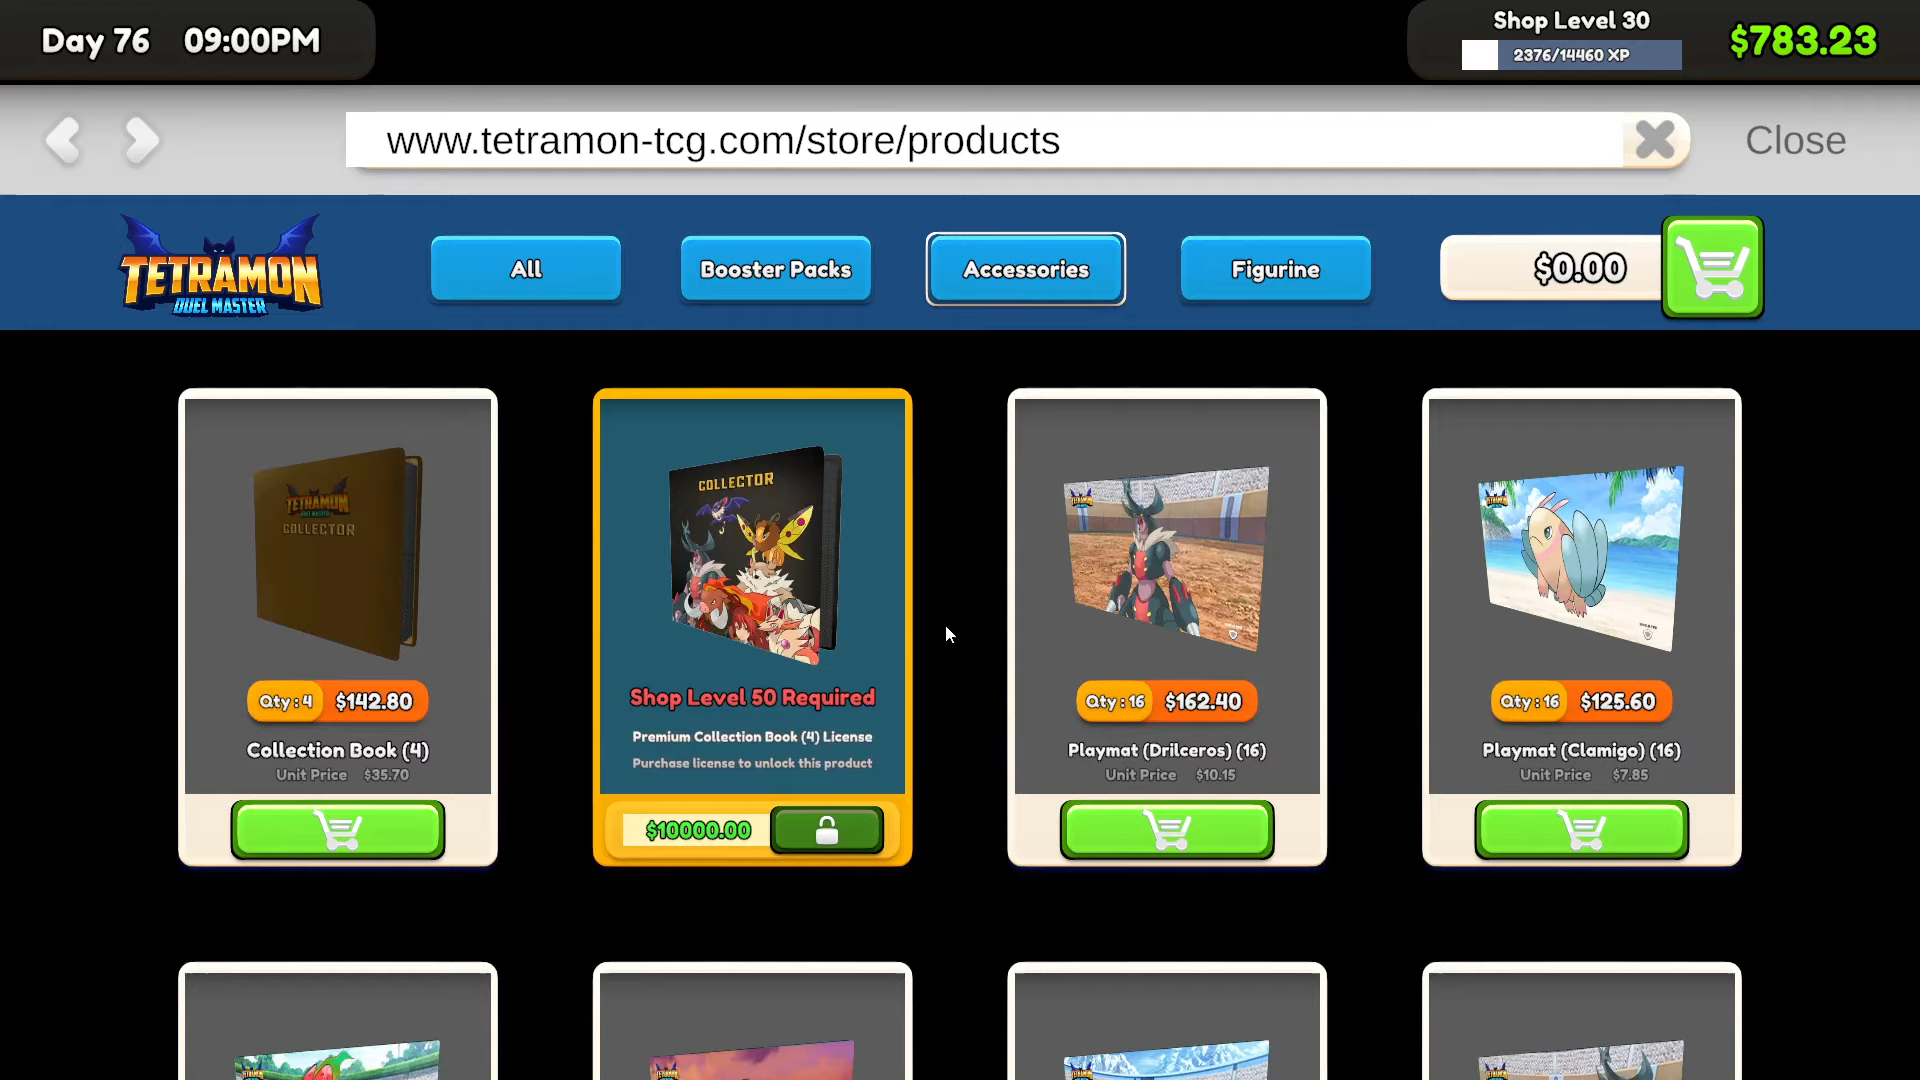 Day 76 09:00PM
Shop Level 30
2376/14460 XP
$783.23
www.tetramon-tcg.com/store/products
Close
TETRAMON
DUEL MASTER
All
Booster Packs
Accessories
Figurine
$0.00
TETRAMON
COLLECTOR
Qty: 4 $142.80
Collection Book (4)
Unit Price $35.70
COLLECTOR
Shop Level 50 Required
Premium Collection Book (4) License
Purchase license to unlock this product
$10000.00
Qty: 16 $162.40
Playmat (Drilceros) (16)
Unit Price $10.15
Qty: 16 $125.60
Playmat (Clamigo) (16)
Unit Price $7.85